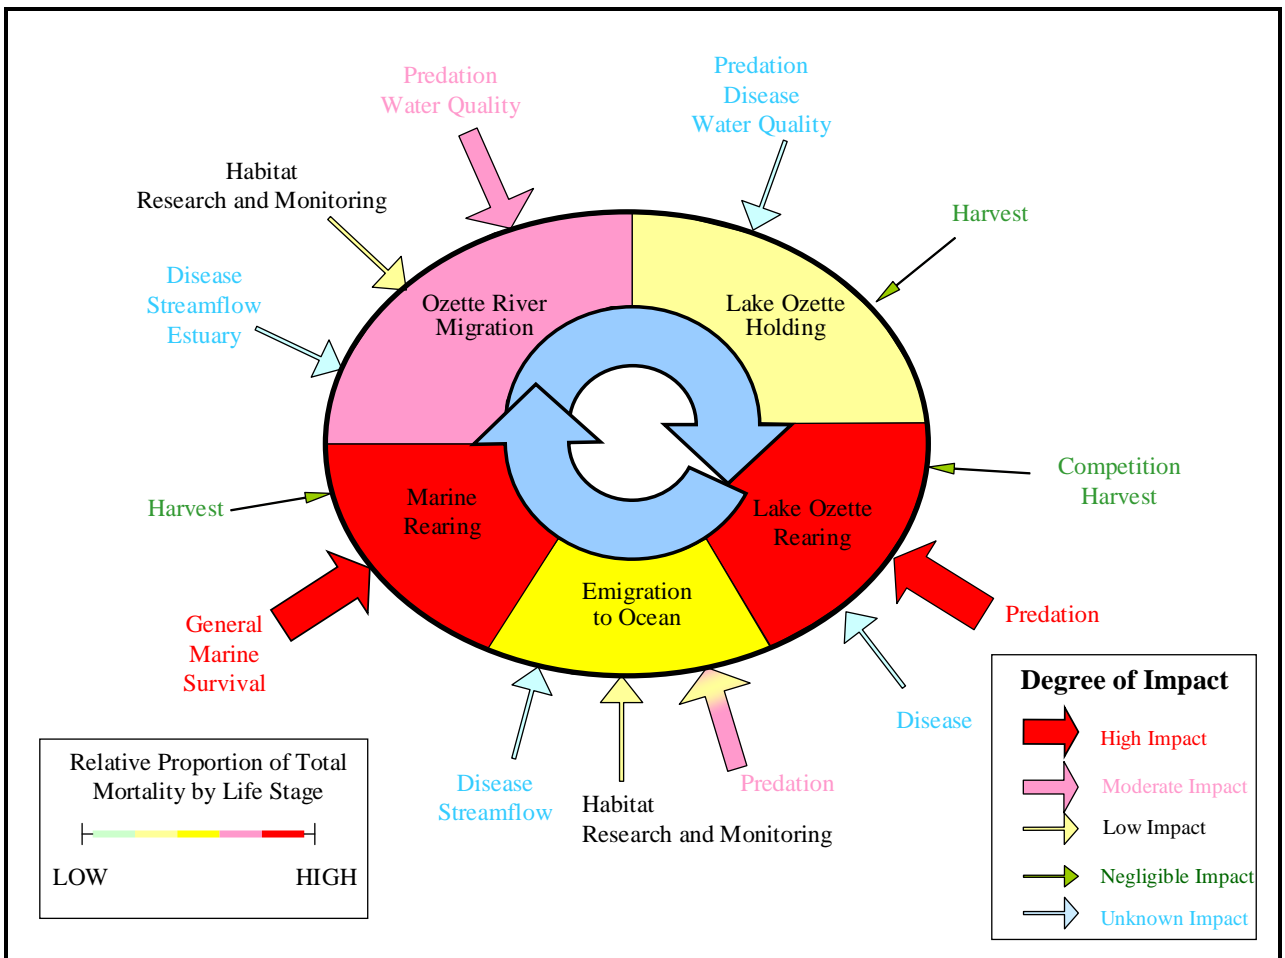 Predation
Water Quality
Predation
Disease
Water Quality
Habitat
Research and Monitoring
Harvest
Disease
Streamflow
Estuary
Ozette River
Migration
Lake Ozette
Holding
Harvest
Marine
Rearing
Lake Ozette
Rearing
Competition
Harvest
Emigration
to Ocean
General
Marine
Survival
Predation
Disease
Disease
Streamflow
Habitat
Research and Monitoring
Predation
Relative Proportion of Total
Mortality by Life Stage
LOW
HIGH
Degree of Impact
High Impact
Moderate Impact
Low Impact
Negligible Impact
Unknown Impact